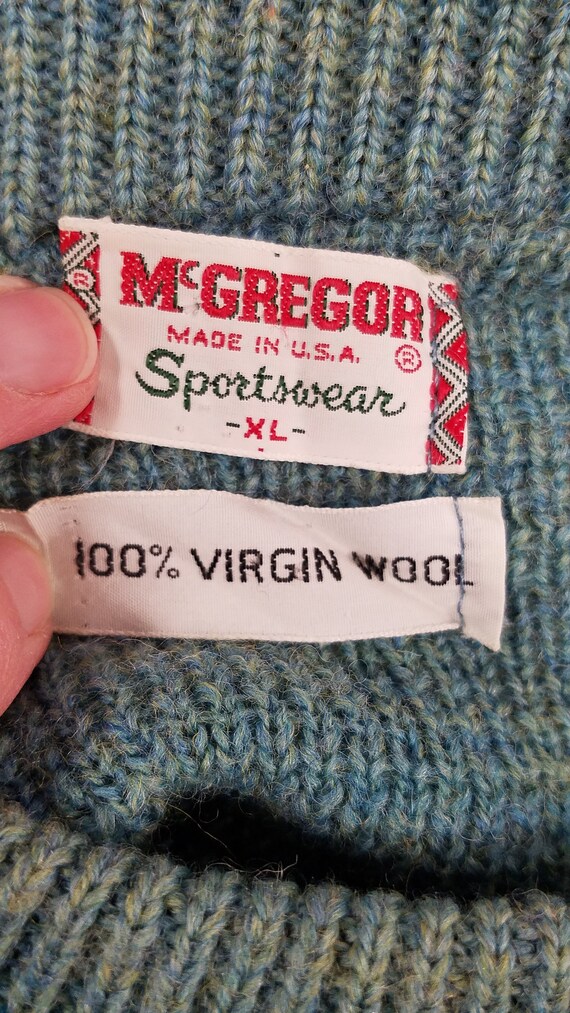 McGREGOR
MADE IN U.S.A. ®
Sportswear
-XL-
®
100% VIRGIN WOOL